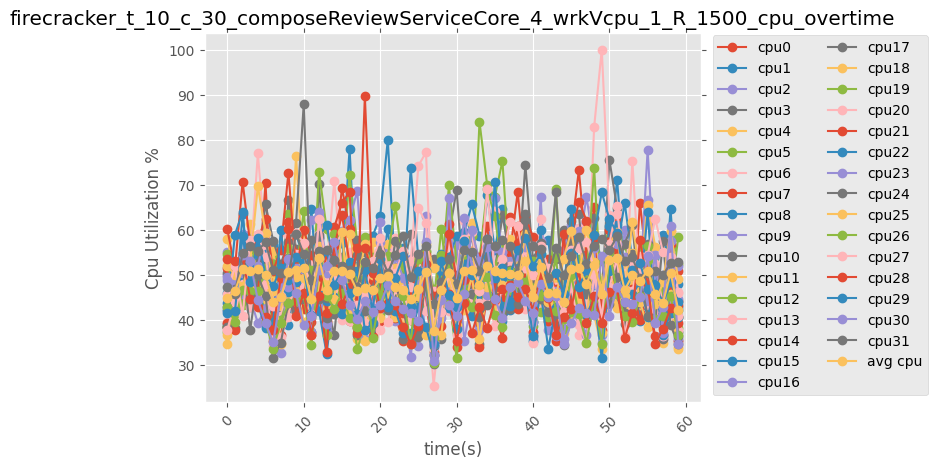 firecracker_t_10_c_30_composeReviewServiceCore_4_wrkVcpu_1_R_1500_cpu_overtime
Cpu Utilization %
100
90
80
70
60
50
40
30
0
10
20
30
40
50
60
time(s)
cpu0
cpu1
cpu2
cpu3
cpu4
cpu5
cpu6
cpu7
cpu8
cpu9
cpu10
cpu11
cpu12
cpu13
cpu14
cpu15
cpu16
cpu17
cpu18
cpu19
cpu20
cpu21
cpu22
cpu23
cpu24
cpu25
cpu26
cpu27
cpu28
cpu29
cpu30
cpu31
avg cpu